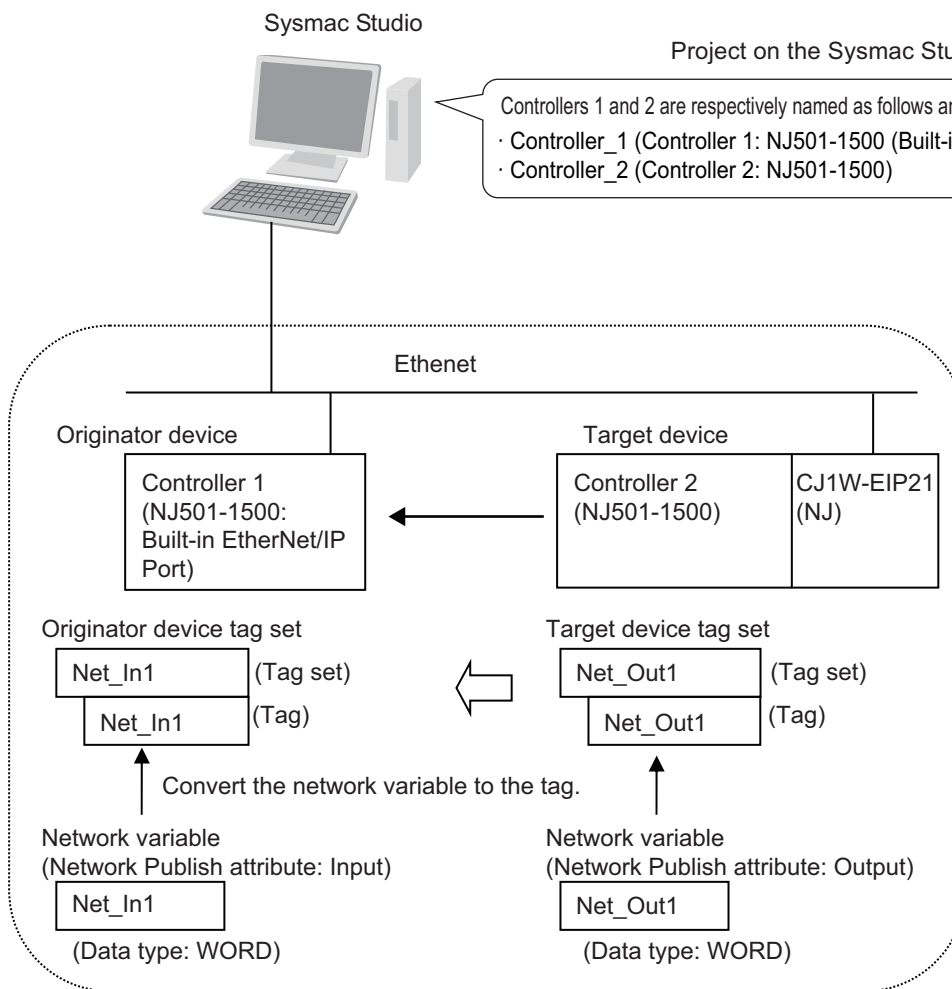 Sysmac Studio
Project on the Sysmac
Controllers 1 and 2 are respectively named as follows
· Controller_1 (Controller 1: NJ501-1500
· Controller_2 (Controller 2: NJ501-1500)
Ethenet
Originator device
Target device
Controller 1
(NJ501-1500:
Built-in EtherNet/IP
Port)
Controller 2
(NJ501-1500)
CJ1W-EIP21
(NJ)
Originator device tag set
Net_In1
(Tag set)
Net_In1
(Tag)
Target device tag set
Net_Out1
(Tag set)
Net_Out1
(Tag)
Convert the network variable to the tag.
Network variable
(Network Publish attribute: Input)
Net_In1
(Data type: WORD)
Network variable
(Network Publish attribute: Output)
Net_Out1
(Data type: WORD)